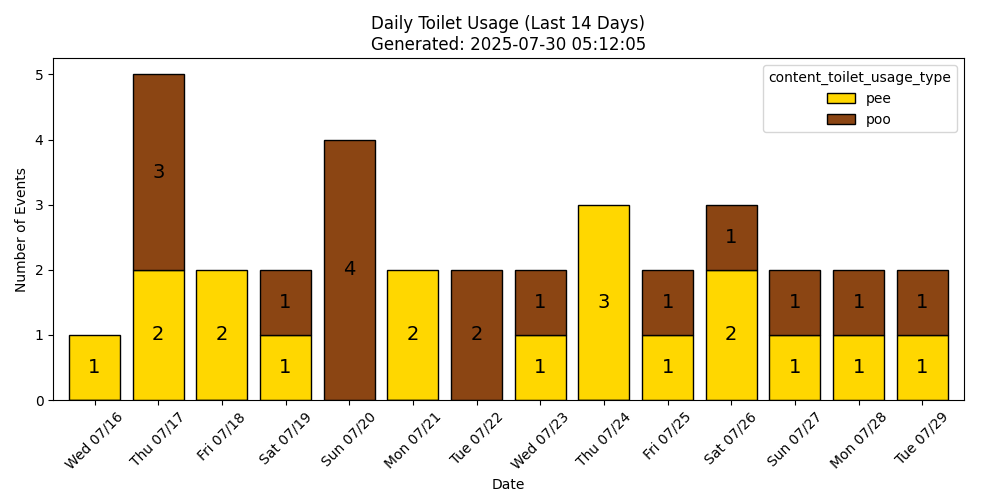 Daily Toilet Usage (Last 14 Days)
Generated: 2025-07-30 05:12:05
content_toilet_usage_type
pee
poo
Number of Events
5
4
3
2
1
0
1
2
3
2
1
1
4
2
2
1
1
3
1
1
2
1
1
1
1
1
1
1
Wed 07/16
Thu 07/17
Fri 07/18
Sat 07/19
Sun 07/20
Mon 07/21
Tue 07/22
Wed 07/23
Thu 07/24
Fri 07/25
Sat 07/26
Sun 07/27
Mon 07/28
Tue 07/29
Date